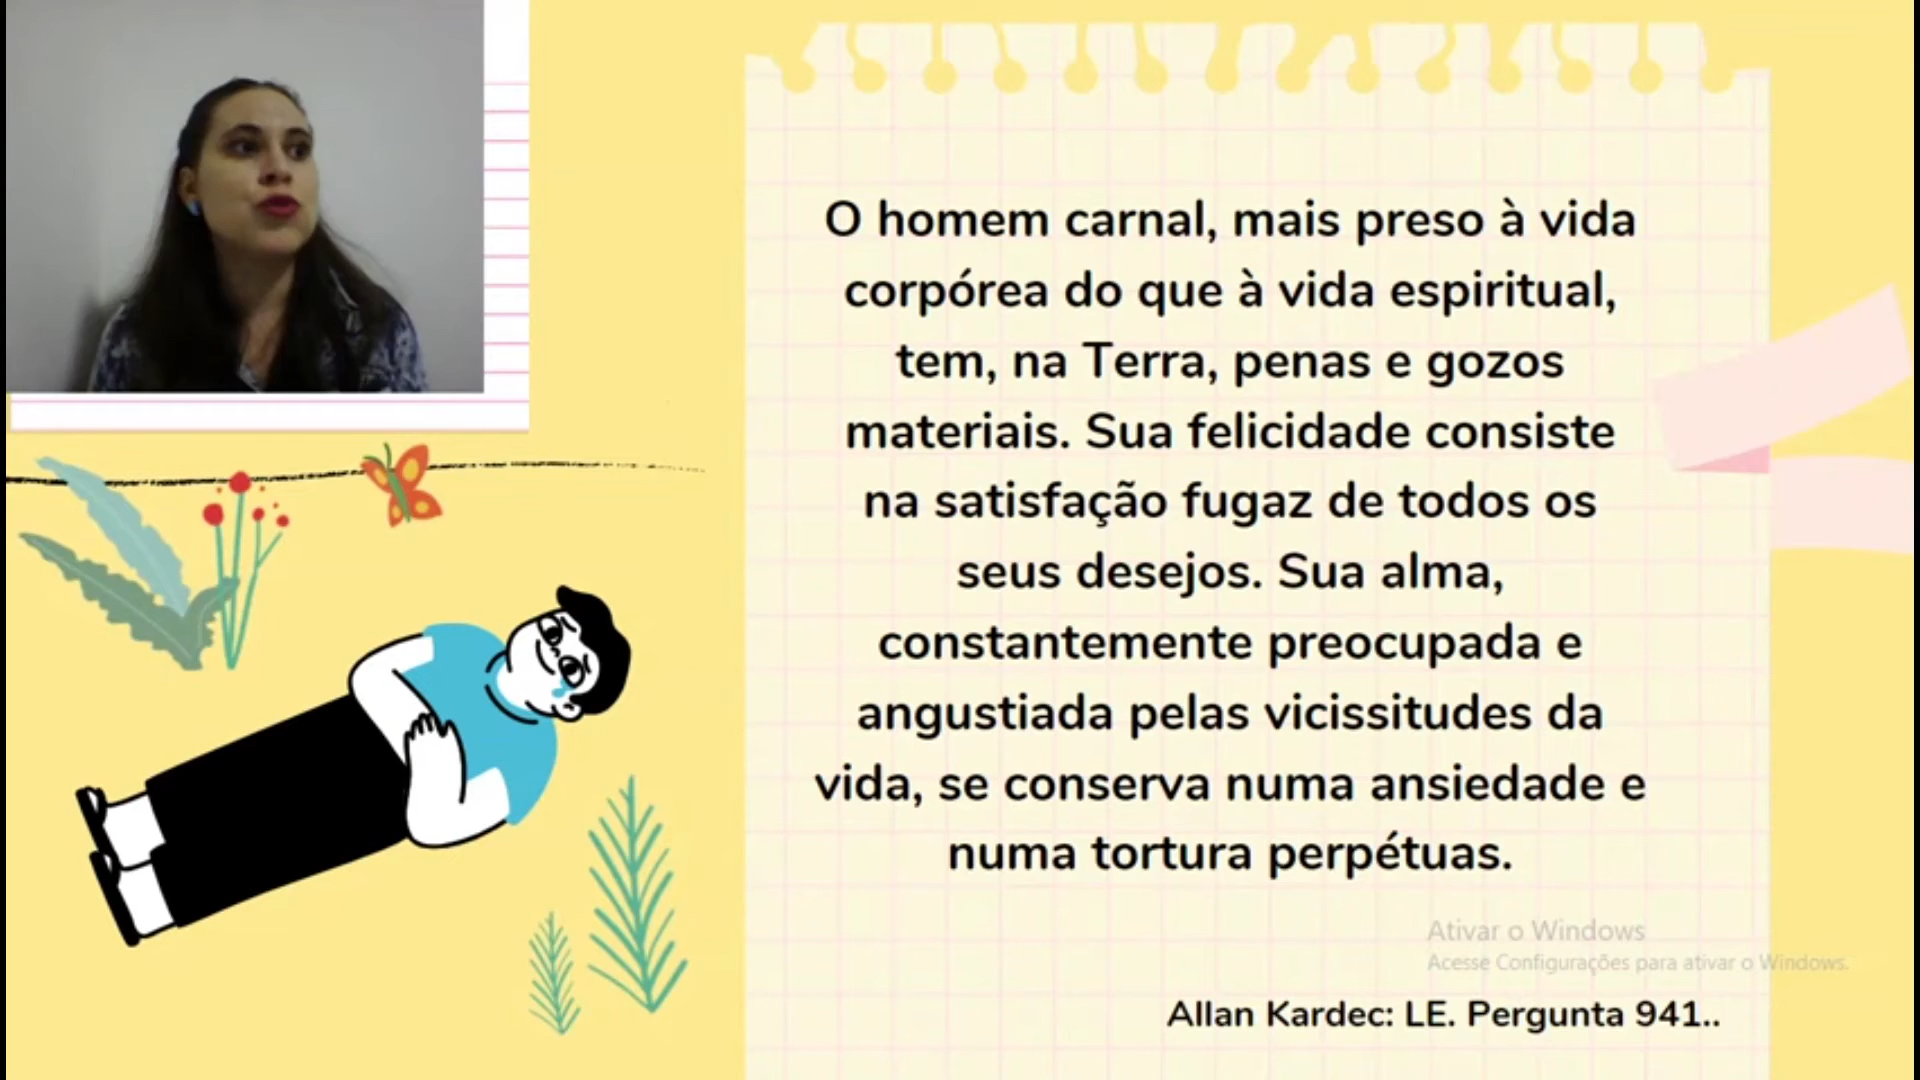 O homem carnal, mais preso à vida
corpórea do que à vida espiritual,
tem, na Terra, penas e gozos
materiais. Sua felicidade consiste
na satisfação fugaz de todos os
seus desejos. Sua alma,
constantemente preocupada e
angustiada pelas vicissitudes da
vida, se conserva numa ansiedade e
numa tortura perpétuas.
Ativar o Windows
Acesse Configurações para ativar o Windows.
Allan Kardec: LE. Pergunta 941..